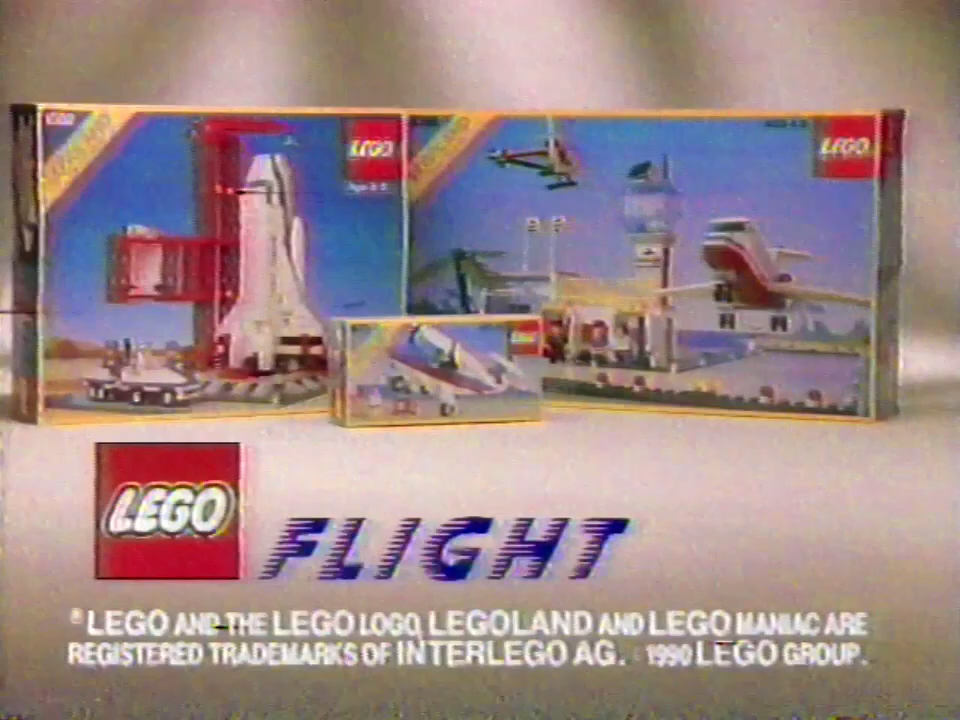 LEGO
LEGO
LEGO
FLIGHT
® LEGO AND THE LEGO LOGO, LEGOLAND AND LEGO MANIAC ARE
REGISTERED TRADEMARKS OF INTERLEGO AG. 1990 LEGO GROUP.